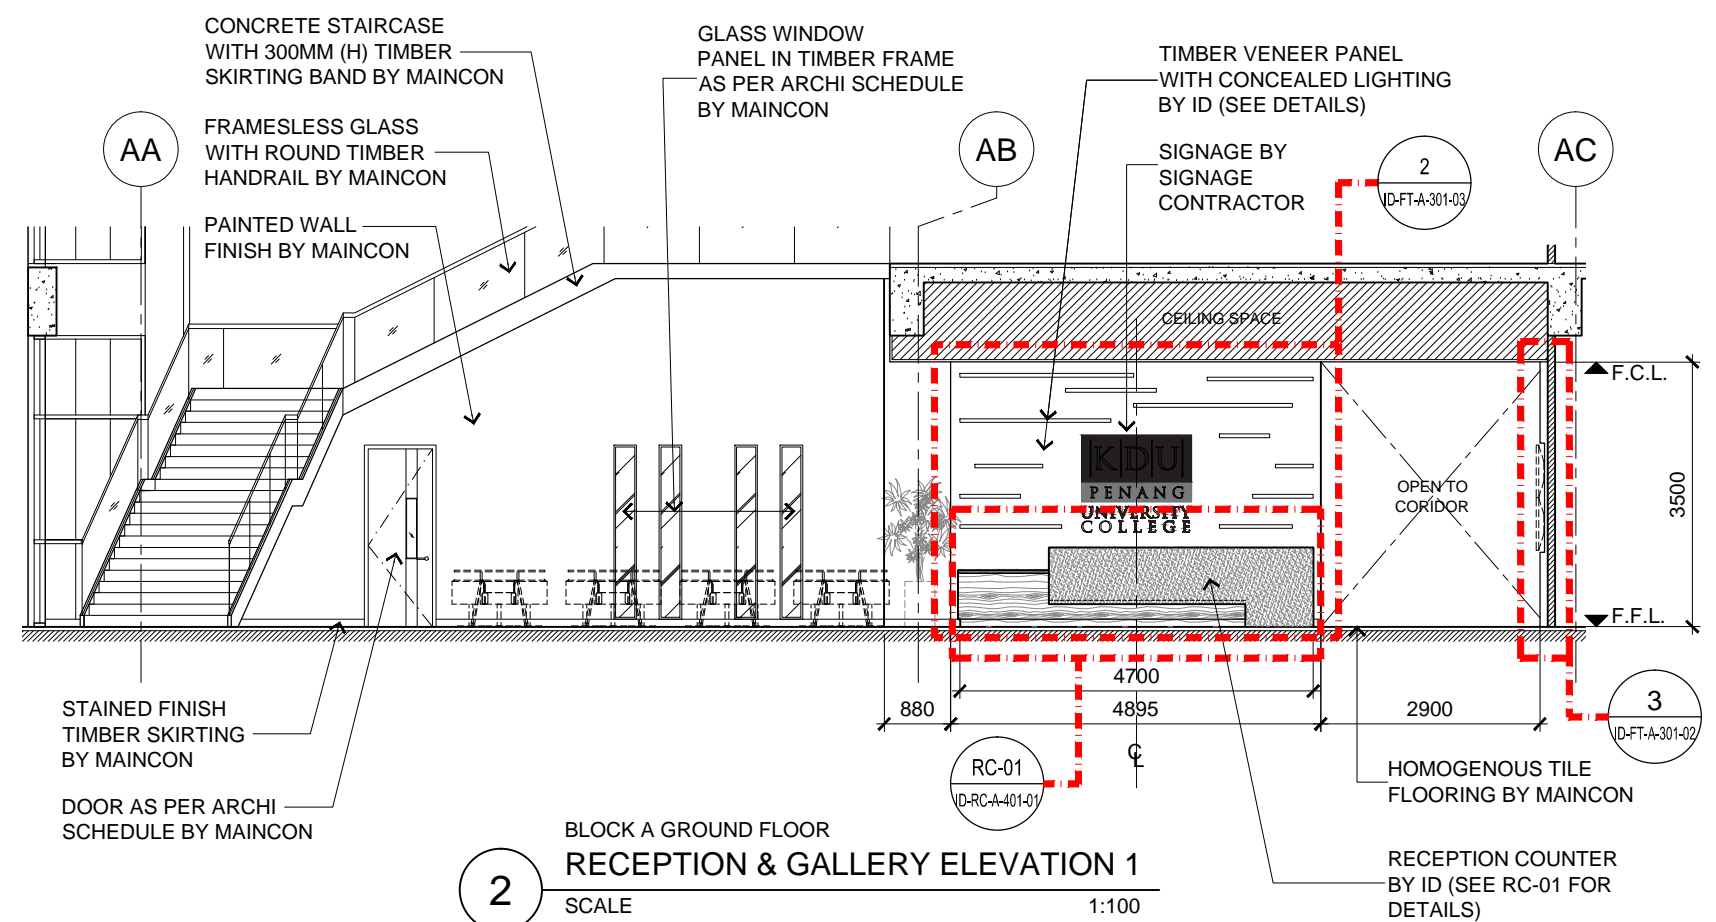 CONCRETE STAIRCASE
WITH 300MM (H) TIMBER
SKIRTING BAND BY MAINCON
FRAMESLESS GLASS
WITH ROUND TIMBER
HANDRAIL BY MAINCON
PAINTED WALL
FINISH BY MAINCON
GLASS WINDOW
PANEL IN TIMBER FRAME
AS PER ARCHI SCHEDULE
BY MAINCON
TIMBER VENEER PANEL
WITH CONCEALED LIGHTING
BY ID (SEE DETAILS)
SIGNAGE BY
SIGNAGE
CONTRACTOR
AA
AB
AC
2
ID-FT-A-301-03
CEILING SPACE
F.C.L.
KDU
PENANG
UNIVERSITY
COLLEGE
OPEN TO
CORIDOR
3500
F.F.L.
4700
880
4895
2900
℄
3
ID-FT-A-301-02
RC-01
ID-RC-A-401-01
STAINED FINISH
TIMBER SKIRTING
BY MAINCON
DOOR AS PER ARCHI
SCHEDULE BY MAINCON
HOMOGENOUS TILE
FLOORING BY MAINCON
RECEPTION COUNTER
BY ID (SEE RC-01 FOR
DETAILS)
BLOCK A GROUND FLOOR
2
RECEPTION & GALLERY ELEVATION 1
SCALE 1:100